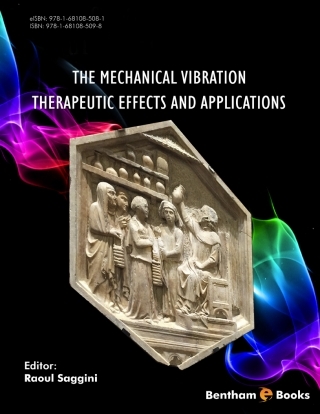 eISBN: 978-1-68108-508-1
ISBN: 978-1-68108-509-8
THE MECHANICAL VIBRATION
THERAPEUTIC EFFECTS AND APPLICATIONS
Editor:
Raoul Saggini
Bentham e Books